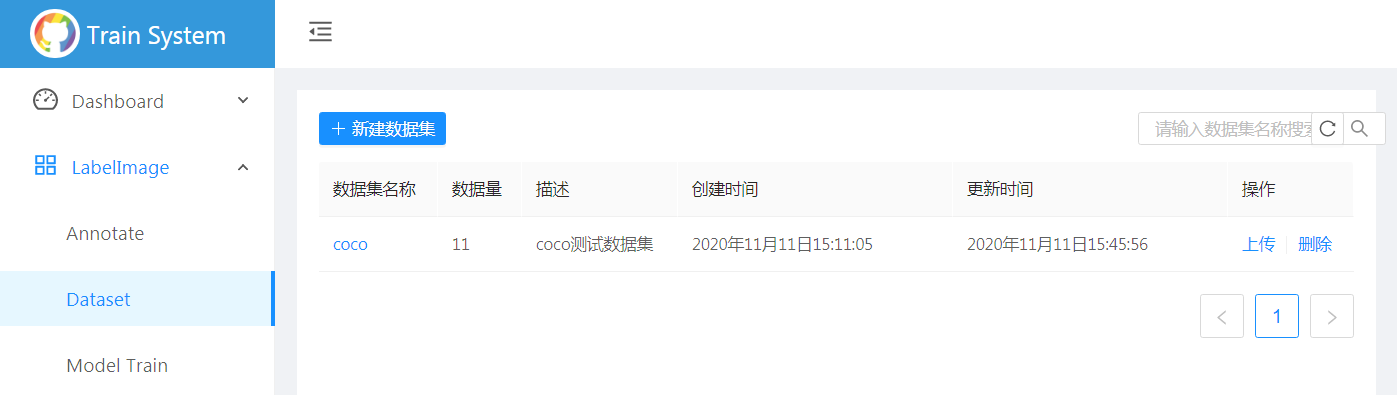 Train System
Dashboard
LabelImage
Annotate
Dataset
Model Train
新建数据集
请输入数据集名称搜索
数据集名称 数据量 描述 创建时间 更新时间 操作
coco 11 coco测试数据集 2020年11月11日15:11:05 2020年11月11日15:45:56 上传 删除
1